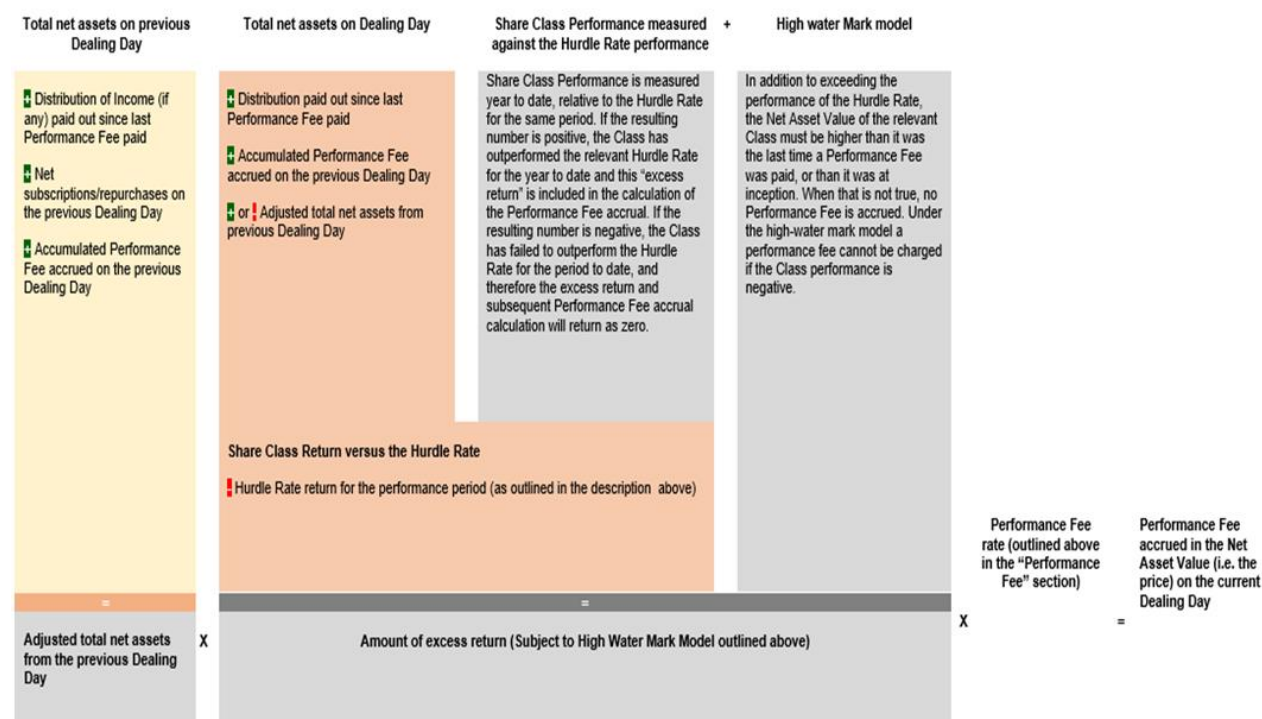 Total net assets on previous
Dealing Day
Total net assets on Dealing Day
Share Class Performance measured
against the Hurdle Rate performance
+
High water Mark model
+ Distribution of Income (if
any) paid out since last
Performance Fee paid
+ Net
subscriptions/repurchases on
the previous Dealing Day
+ Accumulated Performance
Fee accrued on the previous
Dealing Day
+ Distribution paid out since last
Performance Fee paid
+ Accumulated Performance Fee
accrued on the previous Dealing Day
+ or ! Adjusted total net assets from
previous Dealing Day
Share Class Performance is measured
year to date, relative to the Hurdle Rate
for the same period. If the resulting
number is positive, the Class has
outperformed the relevant Hurdle Rate
for the year to date and this “excess
return” is included in the calculation of
the Performance Fee accrual. If the
resulting number is negative, the Class
has failed to outperform the Hurdle
Rate for the period to date, and
therefore the excess return and
subsequent Performance Fee accrual
calculation will return as zero.
In addition to exceeding the
performance of the Hurdle Rate,
the Net Asset Value of the relevant
Class must be higher than it was
the last time a Performance Fee
was paid, or than it was at
inception. When that is not true, no
Performance Fee is accrued. Under
the high-water mark model a
performance fee cannot be charged
if the Class performance is
negative.
Share Class Return versus the Hurdle Rate
! Hurdle Rate return for the performance period (as outlined in the description above)
=
=
Adjusted total net assets
from the previous Dealing
Day
X
Amount of excess return (Subject to High Water Mark Model outlined above)
X
Performance Fee
rate (outlined above
in the “Performance
Fee” section)
=
Performance Fee
accrued in the Net
Asset Value (i.e. the
price) on the current
Dealing Day